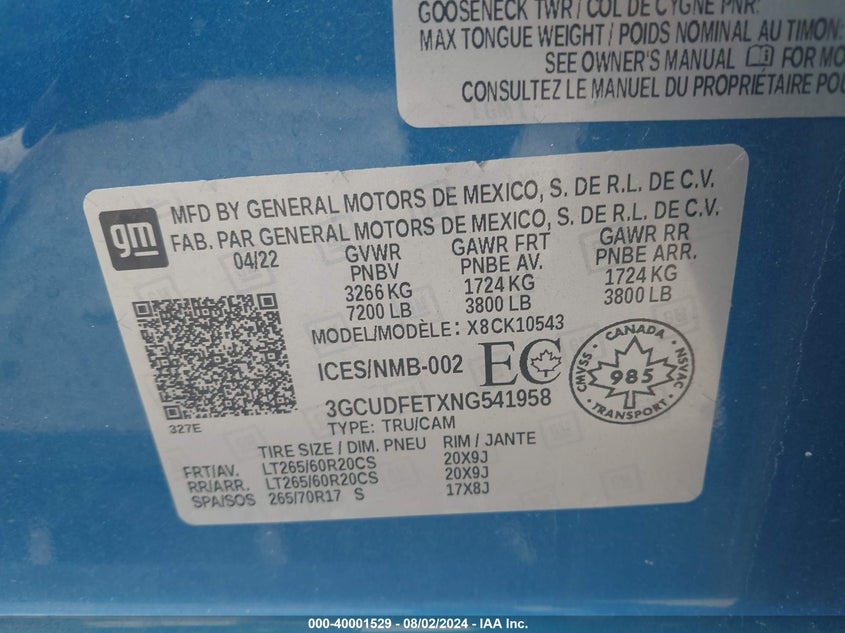 GOOSENECK TWR / COL DE CYGNE PNR:
MAX TONGUE WEIGHT / POIDS NOMINAL AU TIMON:
SEE OWNER'S MANUAL FOR MO
CONSULTEZ LE MANUEL DU PROPRIÉTAIRE POU
gm
MFD BY GENERAL MOTORS DE MEXICO, S. DE R.L. DE C.V.
FAB. PAR GENERAL MOTORS DE MEXICO, S. DE R.L. DE C.V.
04/22 GVWR GAWR FRT GAWR RR
PNBV PNBE AV. PNBE ARR.
3266 KG 1724 KG 1724 KG
7200 LB 3800 LB 3800 LB
MODEL/MODÈLE: X8CK10543
ICES/NMB-002 EC
CANADA
CMVSS 985 NSVAC
TRANSPORT
3GCUDFETXNG541958
327E
TYPE: TRU/CAM
TIRE SIZE / DIM. PNEU RIM / JANTE
FRT/AV. LT265/60R20CS 20X9J
RR/ARR. LT265/60R20CS 20X9J
SPA/SOS 265/70R17 S 17X8J
000-40001529 - 08/02/2024 - IAA Inc.